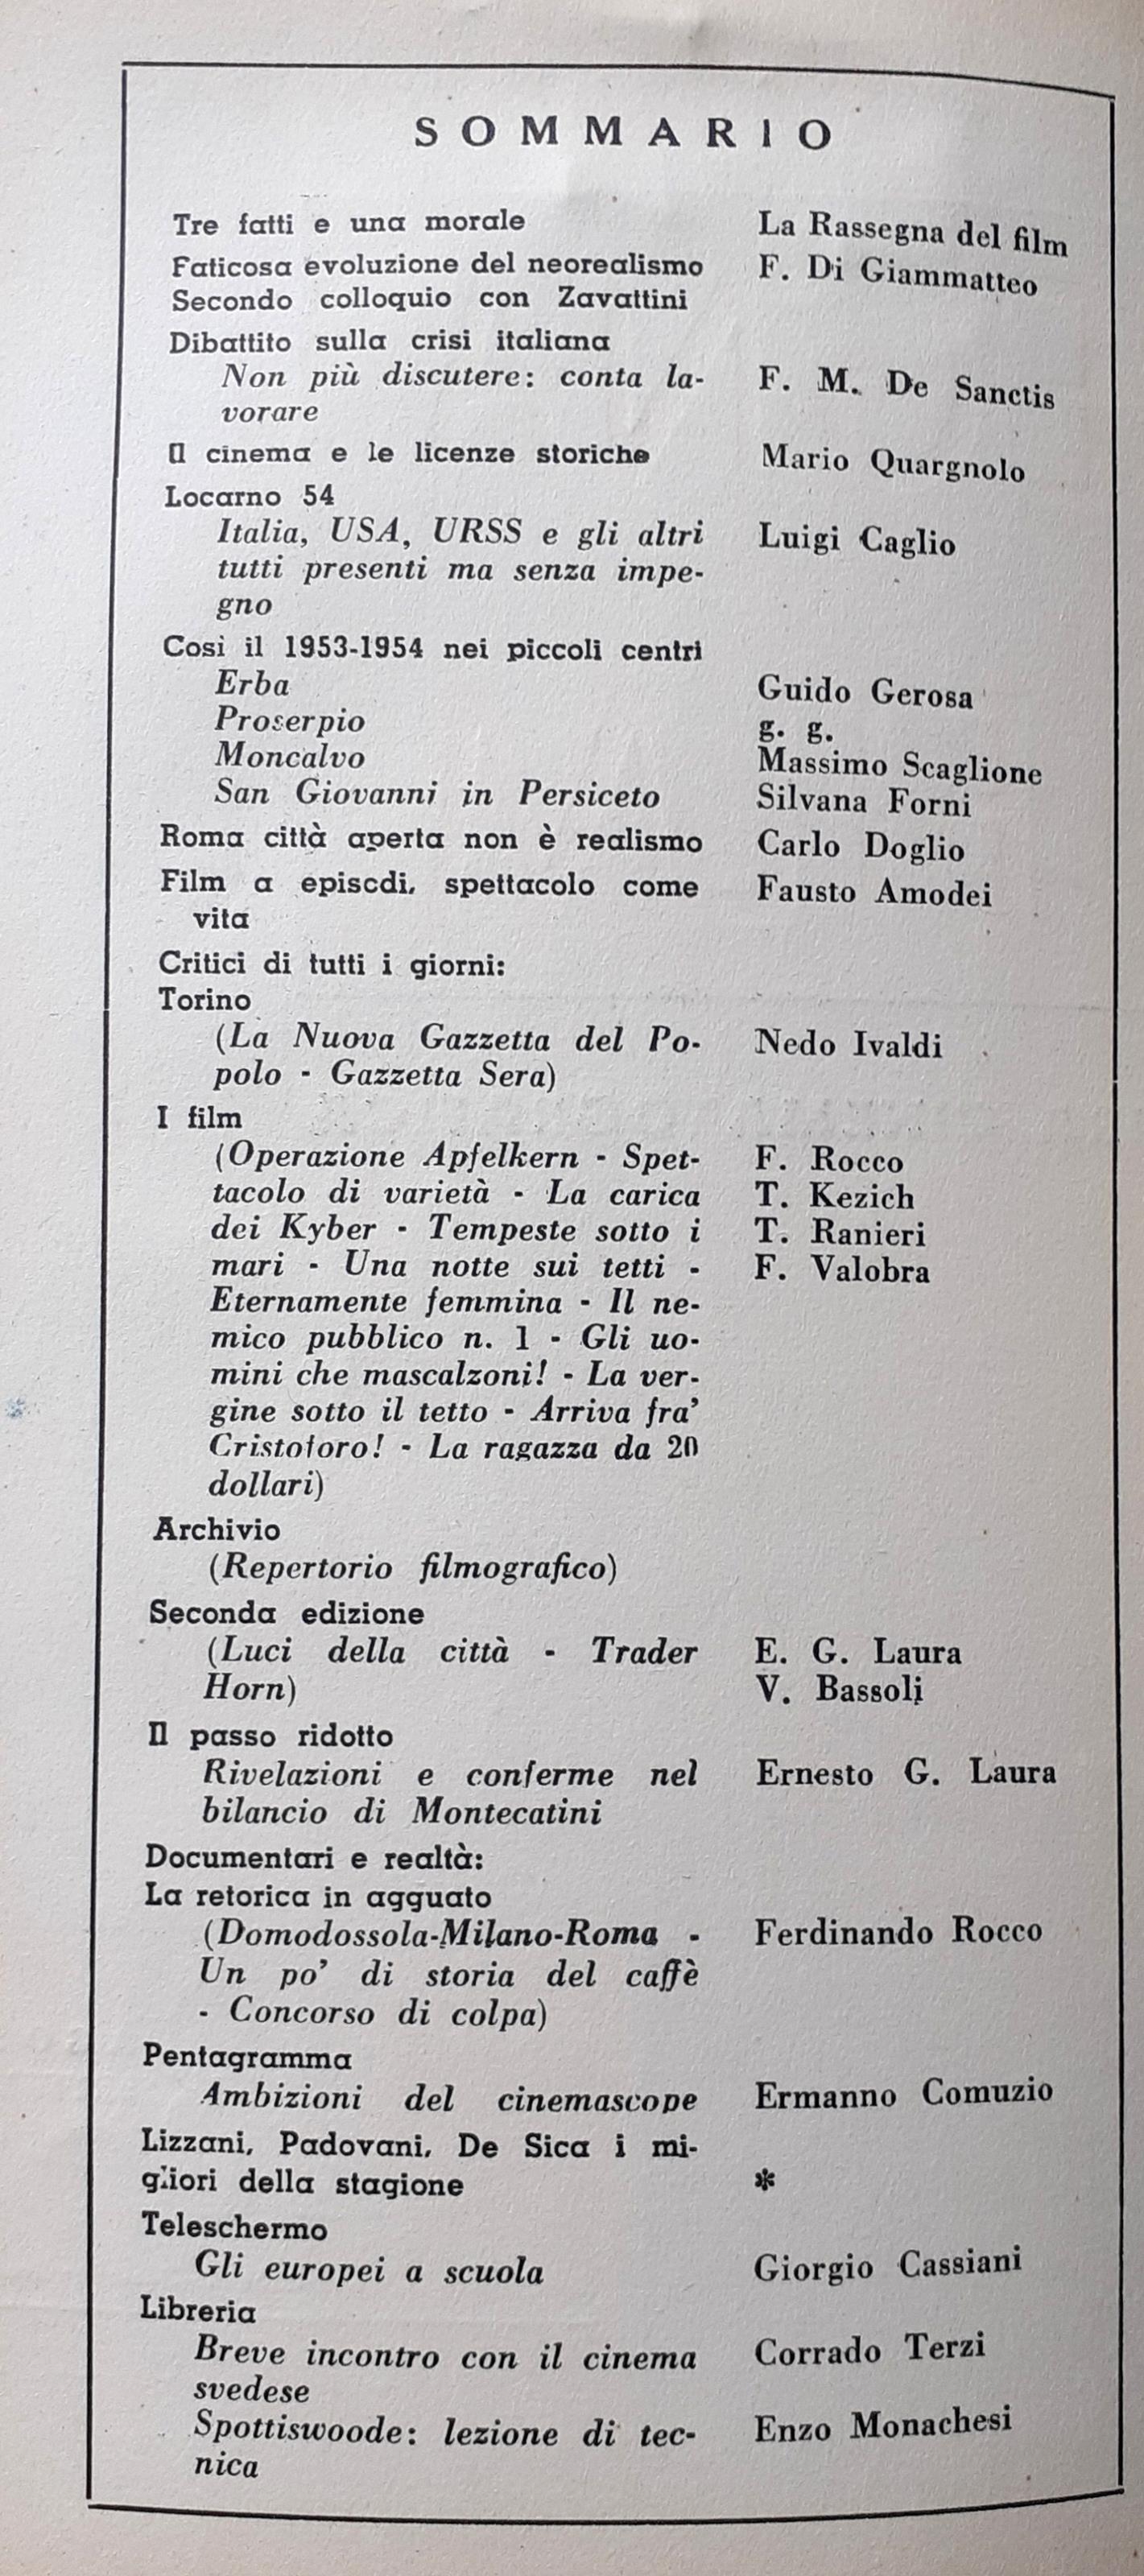 SOMMARIO
Tre fatti e una morale La Rassegna del film
Faticosa evoluzione del neorealismo F. Di Giammatteo
Secondo colloquio con Zavattini
Dibattito sulla crisi italiana
Non più discutere: conta la- F. M. De Sanctis
vorare
Il cinema e le licenze storiche Mario Quargnolo
Locarno 54
Italia, USA, URSS e gli altri Luigi Caglio
tutti presenti ma senza impe-
gno
Così il 1953-1954 nei piccoli centri
Erba Guido Gerosa
Proserpio g. g.
Moncalvo Massimo Scaglione
San Giovanni in Persiceto Silvana Forni
Roma città aperta non è realismo Carlo Doglio
Film a episodi, spettacolo come Fausto Amodei
vita
Critici di tutti i giorni:
Torino
(La Nuova Gazzetta del Po- Nedo Ivaldi
polo - Gazzetta Sera)
I film
(Operazione Apfelkern - Spet- F. Rocco
tacolo di varietà - La carica T. Kezich
dei Kyber - Tempeste sotto i T. Ranieri
mari - Una notte sui tetti - F. Valobra
Eternamente femmina - Il ne-
mico pubblico n. 1 - Gli uo-
mini che mascalzoni! - La ver-
gine sotto il tetto - Arriva fra'
Cristoforo! - La ragazza da 20
dollari)
Archivio
(Repertorio filmografico)
Seconda edizione
(Luci della città - Trader E. G. Laura
Horn) V. Bassoli
Il passo ridotto
Rivelazioni e conferme nel Ernesto G. Laura
bilancio di Montecatini
Documentari e realtà:
La retorica in agguato
(Domodossola-Milano-Roma - Ferdinando Rocco
Un po' di storia del caffè
- Concorso di colpa)
Pentagramma
Ambizioni del cinemascope Ermanno Comuzio
Lizzani, Padovani, De Sica i mi-
gliori della stagione *
Teleschermo
Gli europei a scuola Giorgio Cassiani
Libreria
Breve incontro con il cinema Corrado Terzi
svedese
Spottiswoode: lezione di tec- Enzo Monachesi
nica